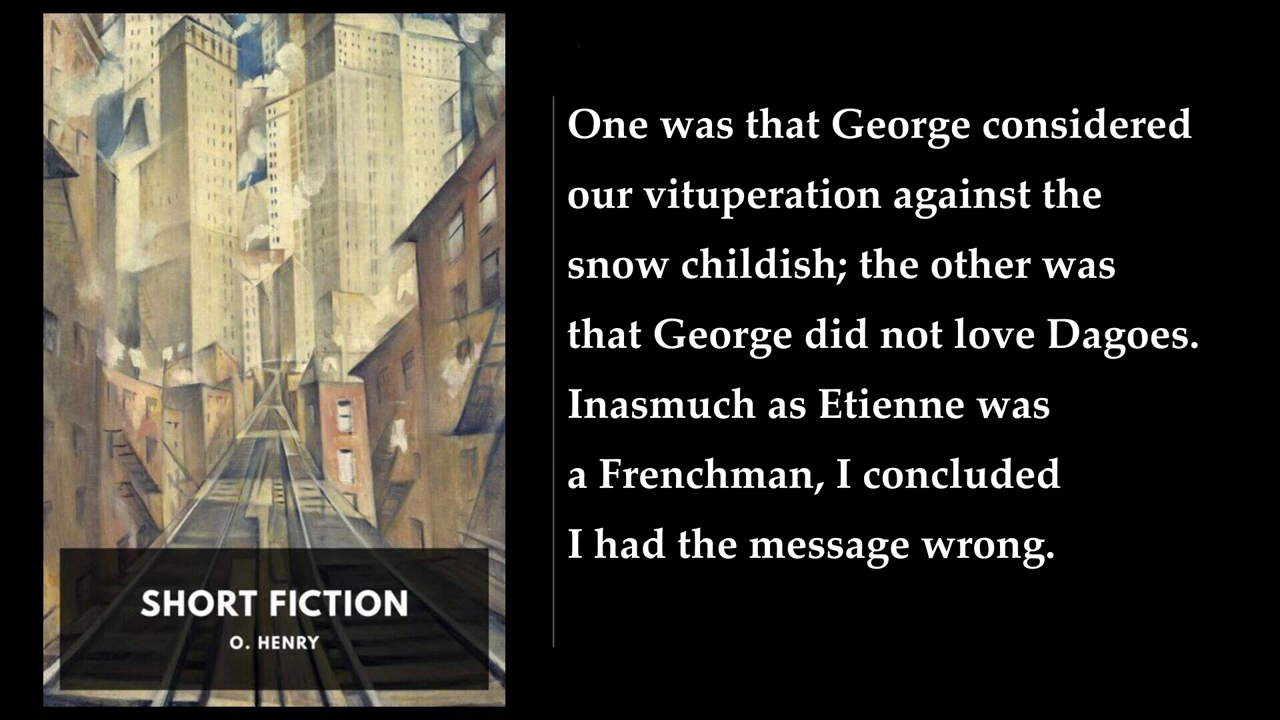 One was that George considered
our vituperation against the
snow childish; the other was
that George did not love Dagoes.
Inasmuch as Etienne was
a Frenchman, I concluded
I had the message wrong.
SHORT FICTION
O. HENRY